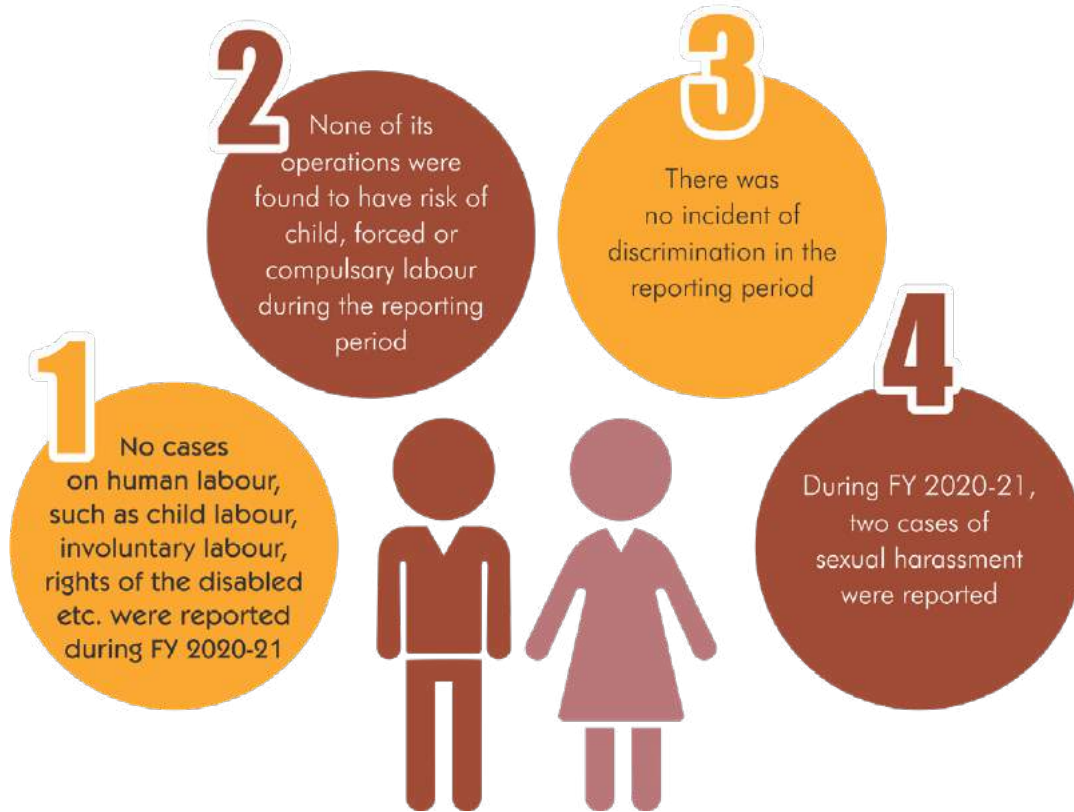 1
No cases
on human labour,
such as child labour,
involuntary labour,
rights of the disabled
etc. were reported
during FY 2020-21
2
None of its
operations were
found to have risk of
child, forced or
compulsary labour
during the reporting
period
3
There was
no incident of
discrimination in the
reporting period
4
During FY 2020-21,
two cases of
sexual harassment
were reported